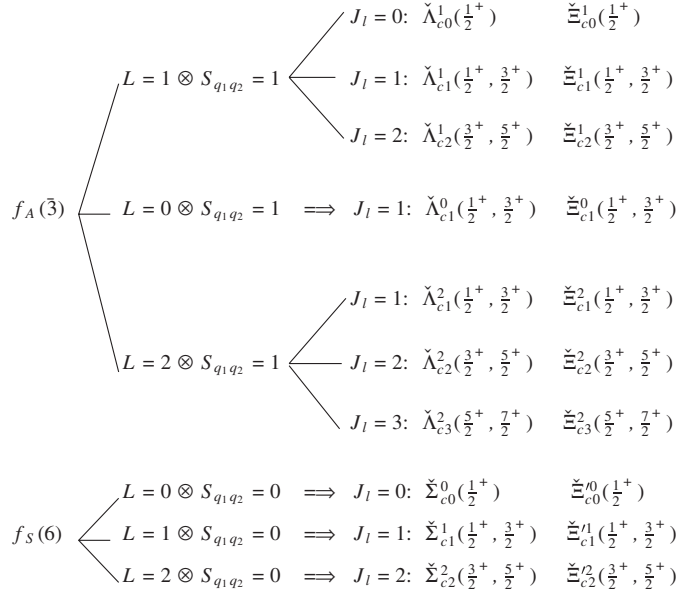 J_l = 0: Λ̌¹_{c0}(½⁺) Ξ̌¹_{c0}(½⁺)
L = 1 ⊗ S_{q₁q₂} = 1 J_l = 1: Λ̌¹_{c1}(½⁺, 3/2⁺) Ξ̌¹_{c1}(½⁺, 3/2⁺)
J_l = 2: Λ̌¹_{c2}(3/2⁺, 5/2⁺) Ξ̌¹_{c2}(3/2⁺, 5/2⁺)
f_A(3̄) L = 0 ⊗ S_{q₁q₂} = 1 ⟹ J_l = 1: Λ̌⁰_{c1}(½⁺, 3/2⁺) Ξ̌⁰_{c1}(½⁺, 3/2⁺)
J_l = 1: Λ̌²_{c1}(½⁺, 3/2⁺) Ξ̌²_{c1}(½⁺, 3/2⁺)
L = 2 ⊗ S_{q₁q₂} = 1 J_l = 2: Λ̌²_{c2}(3/2⁺, 5/2⁺) Ξ̌²_{c2}(3/2⁺, 5/2⁺)
J_l = 3: Λ̌²_{c3}(5/2⁺, 7/2⁺) Ξ̌²_{c3}(5/2⁺, 7/2⁺)
L = 0 ⊗ S_{q₁q₂} = 0 ⟹ J_l = 0: Σ̌⁰_{c0}(½⁺) Ξ̌′⁰_{c0}(½⁺)
f_S(6) L = 1 ⊗ S_{q₁q₂} = 0 ⟹ J_l = 1: Σ̌¹_{c1}(½⁺, 3/2⁺) Ξ̌′¹_{c1}(½⁺, 3/2⁺)
L = 2 ⊗ S_{q₁q₂} = 0 ⟹ J_l = 2: Σ̌²_{c2}(3/2⁺, 5/2⁺) Ξ̌′²_{c2}(3/2⁺, 5/2⁺)